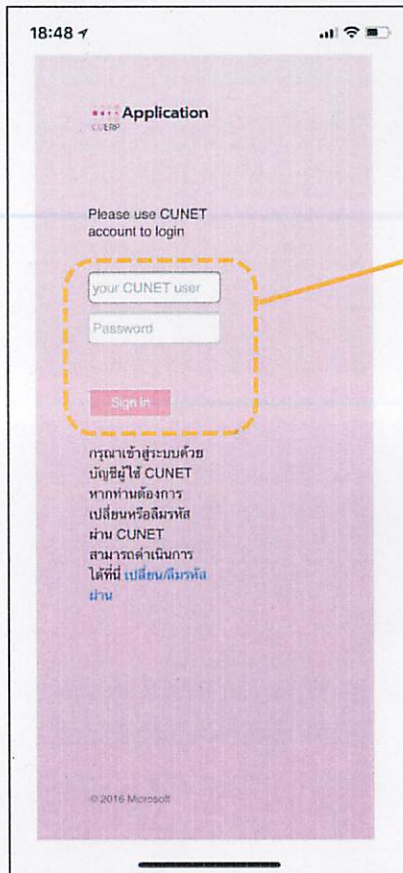 18:48
Application
CUERP
Please use CUNET
account to login
your CUNET user
Password
Sign in
กรุณาเข้าสู่ระบบด้วย
บัญชีผู้ใช้ CUNET
หากท่านต้องการ
เปลี่ยนหรือลืมรหัส
ผ่าน CUNET
สามารถดำเนินการ
ได้ที่นี่ เปลี่ยน/ลืมรหัส
ผ่าน
© 2016 Microsoft